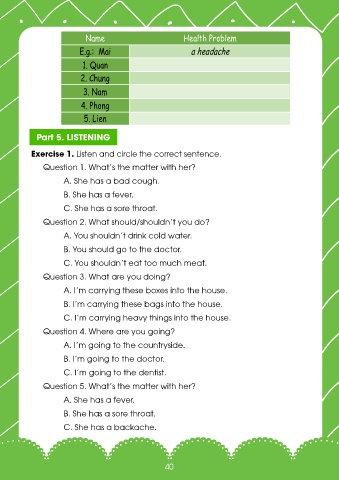 Name Health Problem
E.g.: Mai a headache
1. Quan
2. Chung
3. Nam
4. Phong
5. Lien
Part 5. LISTENING
Exercise 1. Listen and circle the correct sentence.
Question 1. What's the matter with her?
A. She has a bad cough.
B. She has a fever.
C. She has a sore throat.
Question 2. What should/shouldn't you do?
A. You shouldn't drink cold water.
B. You should go to the doctor.
C. You shouldn't eat too much meat.
Question 3. What are you doing?
A. I'm carrying these boxes into the house.
B. I'm carrying these bags into the house.
C. I'm carrying heavy things into the house.
Question 4. Where are you going?
A. I'm going to the countryside.
B. I'm going to the doctor.
C. I'm going to the dentist.
Question 5. What's the matter with her?
A. She has a fever.
B. She has a sore throat.
C. She has a backache.
40